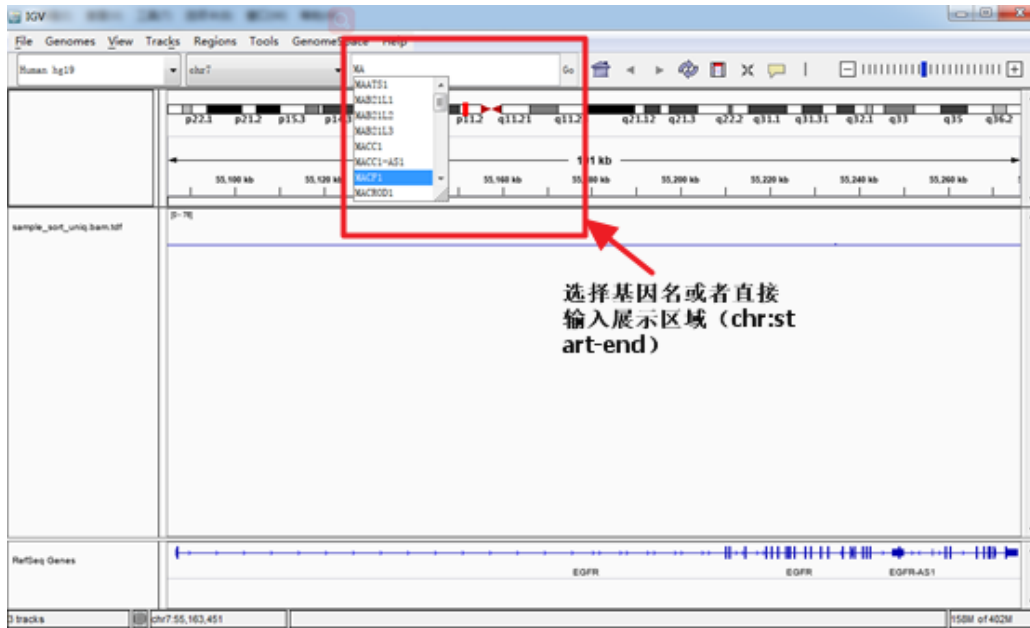 IGV
File Genomes View Tracks Regions Tools GenomeSpace Help
Human hg19 chr7 MA Go
MAATS1
MAB21L1
MAB21L2
MAB21L3
MACC1
MACC1-AS1
MACF1
MACROD1
p22.1 p21.2 p15.3 p11.2 q11.21 q11.2 q21.12 q21.3 q22.2 q31.1 q31.31 q32.1 q33 q35 q36.2
55,100 kb 55,120 kb 55,160 kb 55,200 kb 55,220 kb 55,240 kb 55,260 kb
sample_sort_uniq.bam.tdf
[0-78]
选择基因名或者直接
输入展示区域（chr:st
art-end）
RefSeq Genes
EGFR EGFR EGFR-AS1
3 tracks chr7:55,163,451 158M of 402M